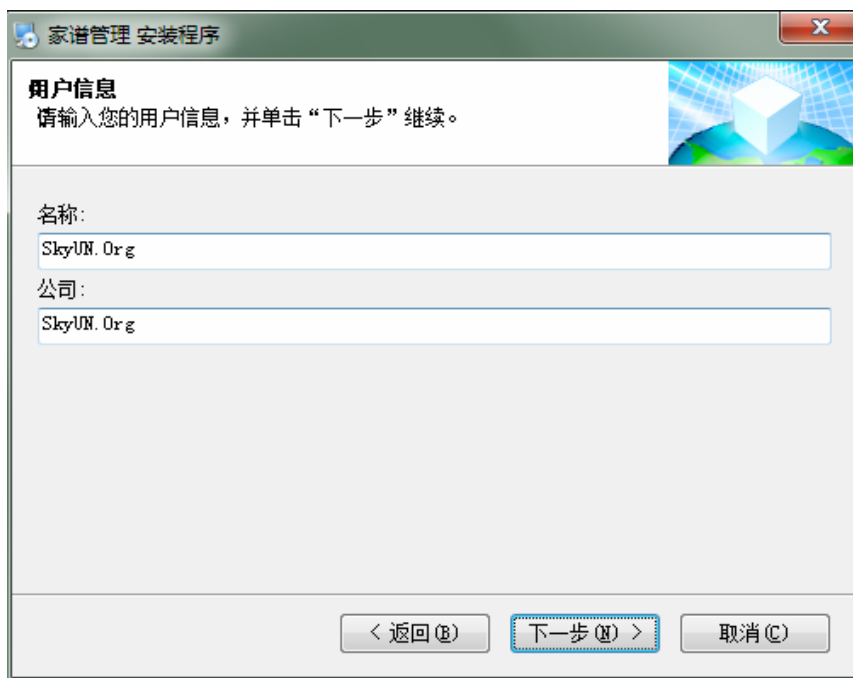 家谱管理 安装程序
用户信息
请输入您的用户信息，并单击“下一步”继续。
名称:
SkyUN.Org
公司:
SkyUN.Org
< 返回(B)
下一步(N) >
取消(C)